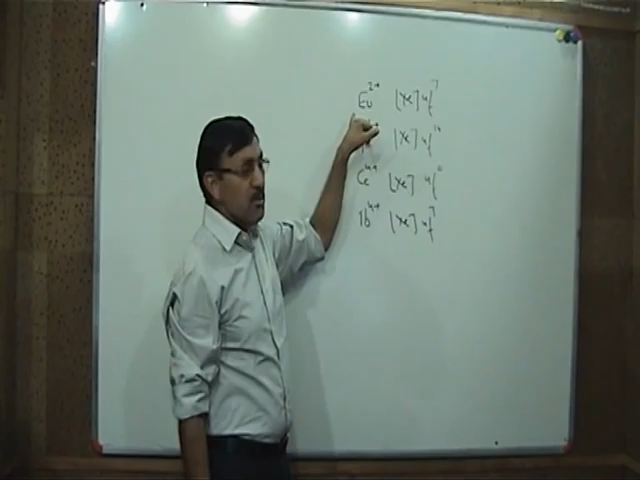 Eu²⁺ [Xe] 4f⁷
[Xe] 4f¹⁴
Ce⁴⁺ [Xe] 4f⁰
Tb⁴⁺ [Xe] 4f⁷